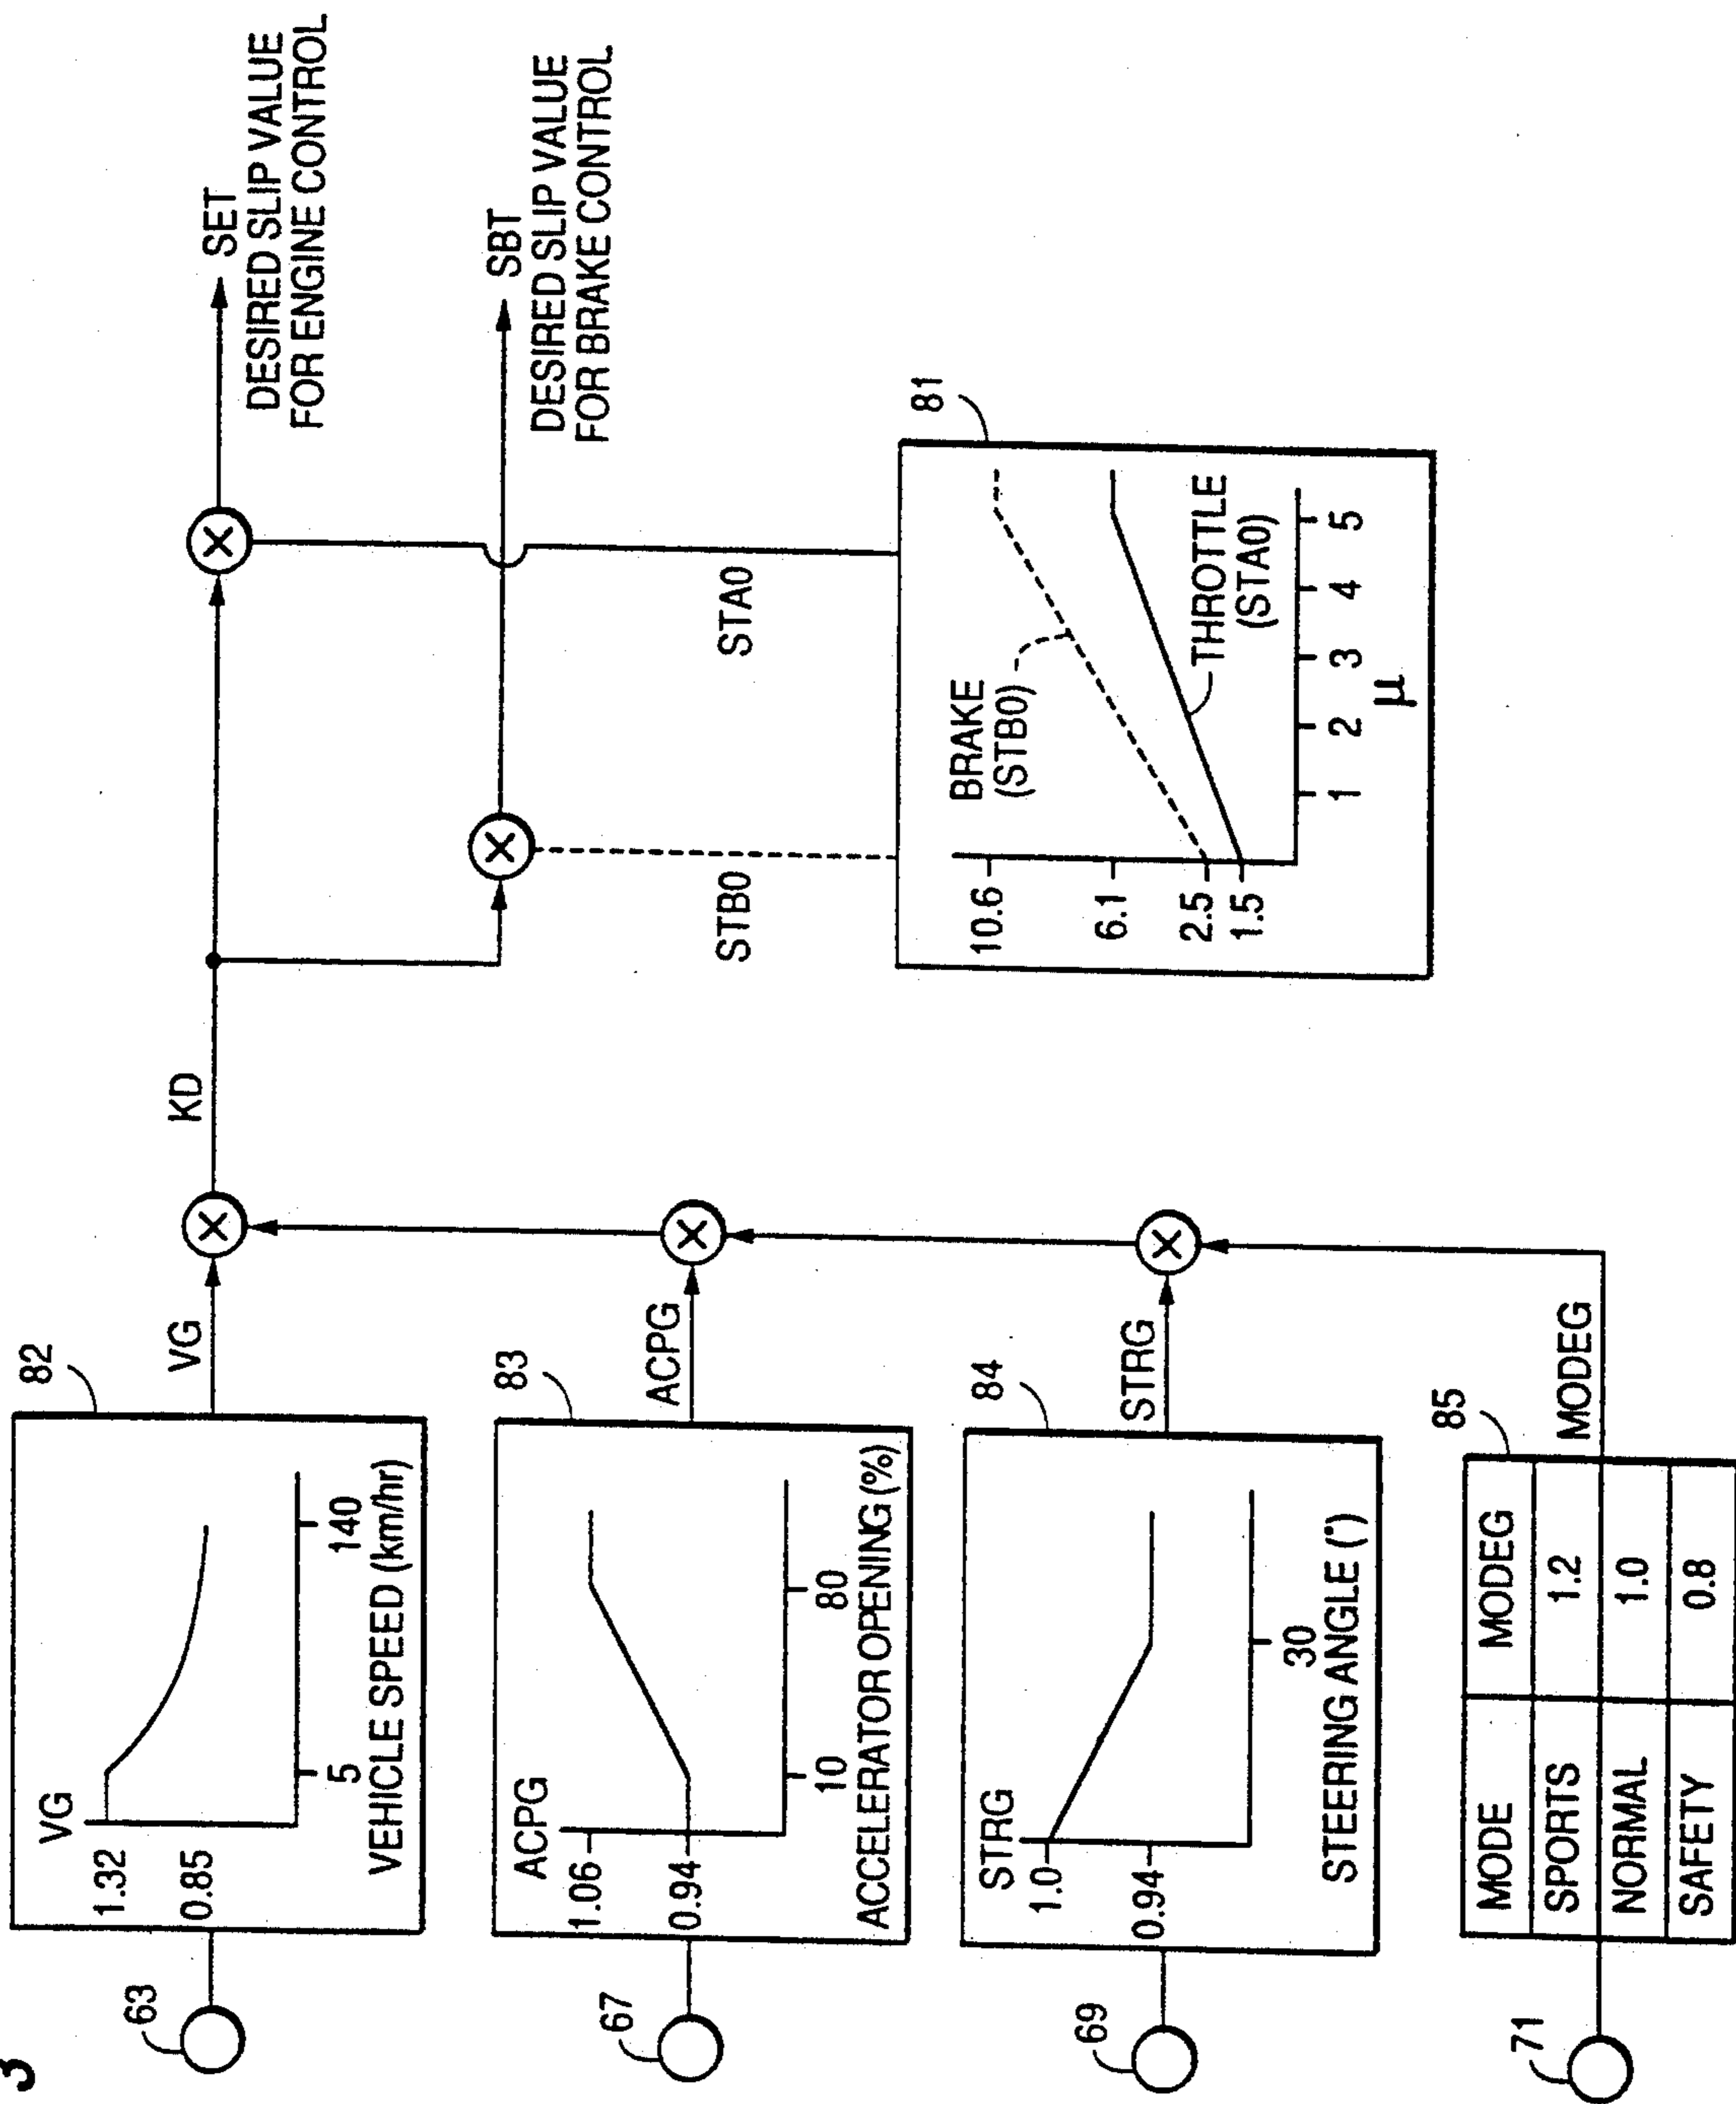 3
63
82
VG
1.32
0.85
5
140
VEHICLE SPEED (km/hr)
VG
KD
SET
DESIRED SLIP VALUE
FOR ENGINE CONTROL
SBT
DESIRED SLIP VALUE
FOR BRAKE CONTROL
67
83
ACPG
1.06
0.94
10
80
ACCELERATOR OPENING (%)
ACPG
STB0
STA0
69
84
STRG
1.0
0.94
30
STEERING ANGLE (°)
STRG
81
10.6
6.1
2.5
1.5
BRAKE
(STB0)
THROTTLE
(STA0)
1 2 3 4 5
μ
71
85
MODE MODEG
SPORTS 1.2
NORMAL 1.0
SAFETY 0.8
MODEG